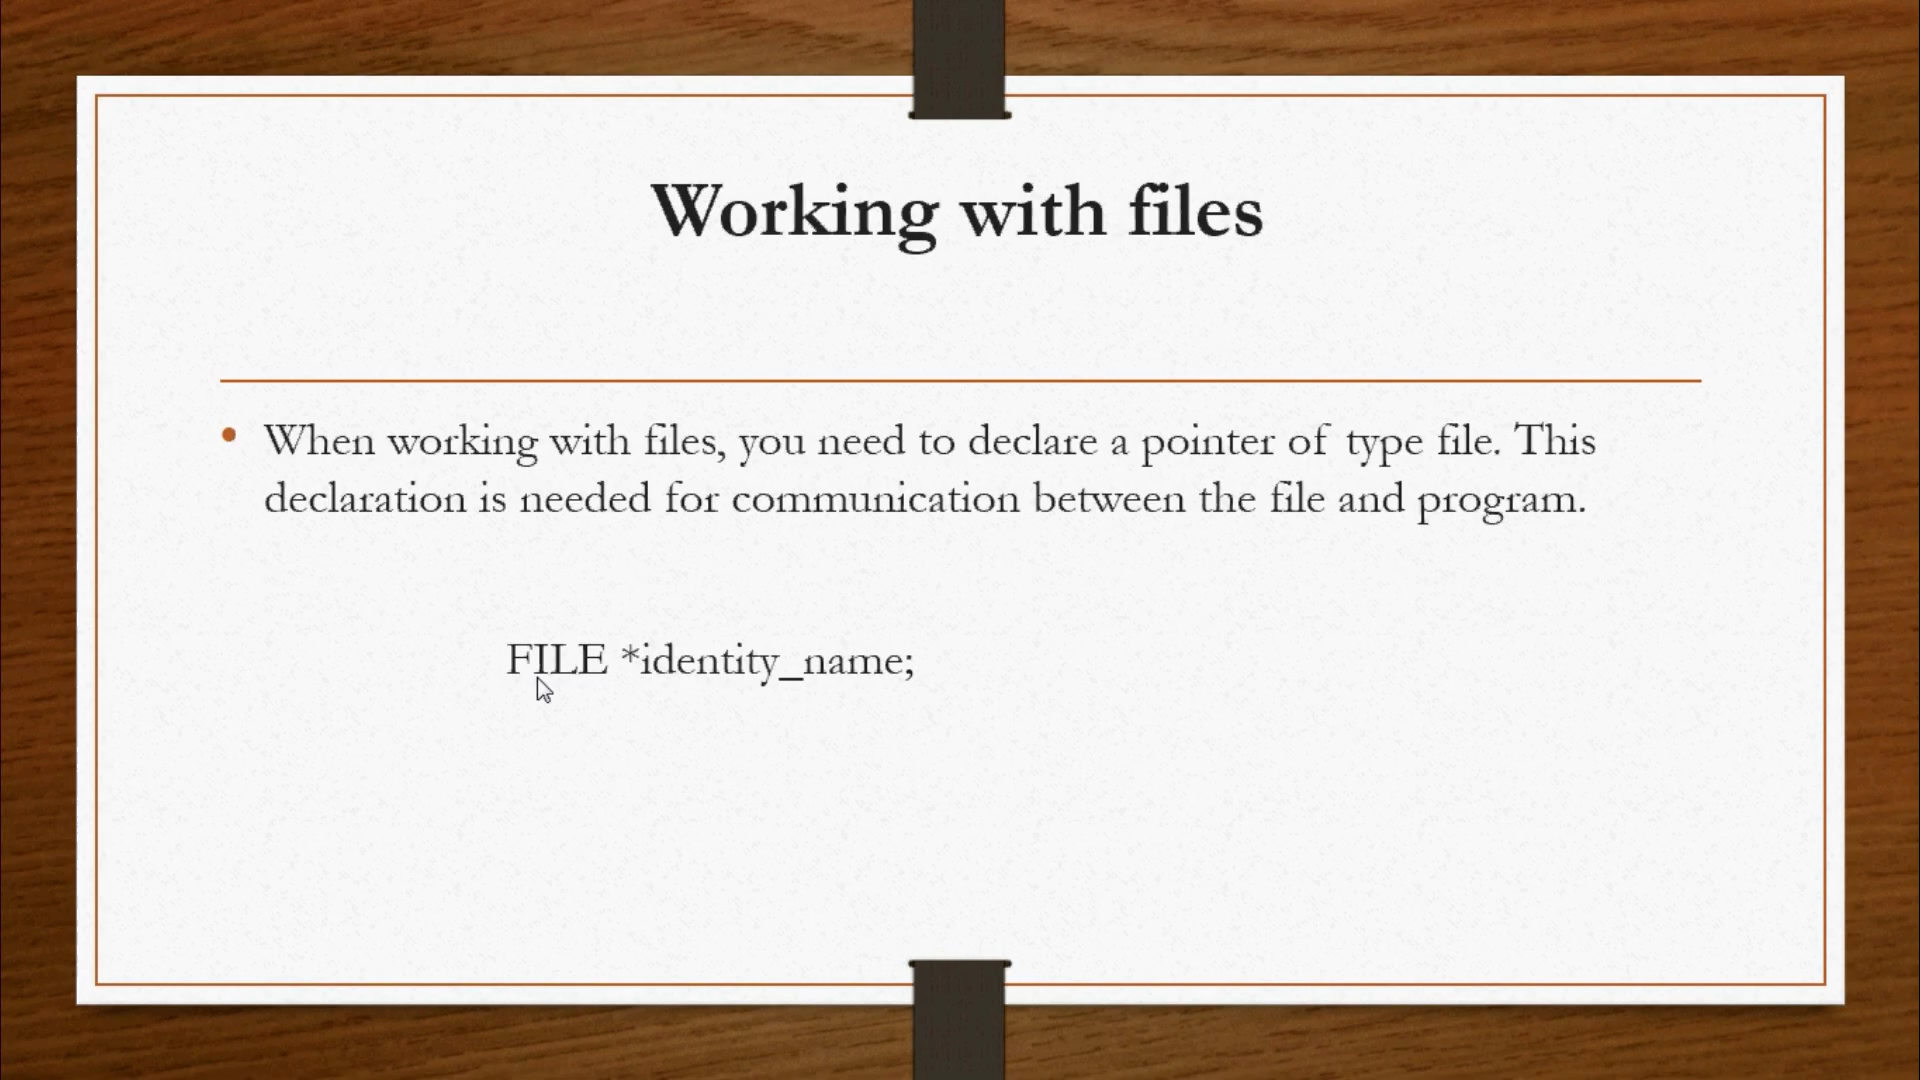 Working with files
• When working with files, you need to declare a pointer of type file. This
declaration is needed for communication between the file and program.
FILE *identity_name;